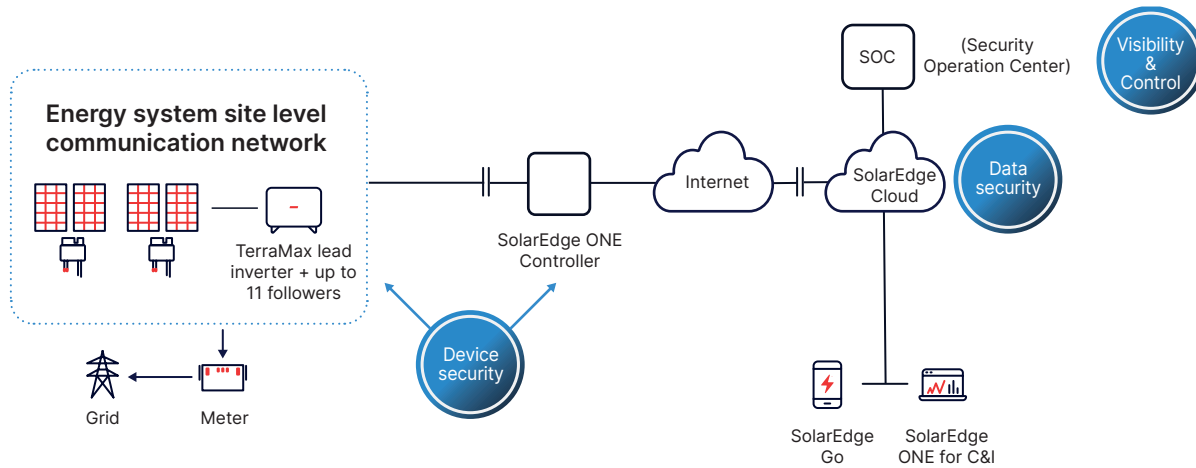 Energy system site level
communication network
TerraMax lead
inverter + up to
11 followers
Grid
Meter
Device
security
SolarEdge ONE
Controller
Internet
SOC
(Security
Operation Center)
Visibility
&
Control
SolarEdge
Cloud
Data
security
SolarEdge
Go
SolarEdge
ONE for C&I